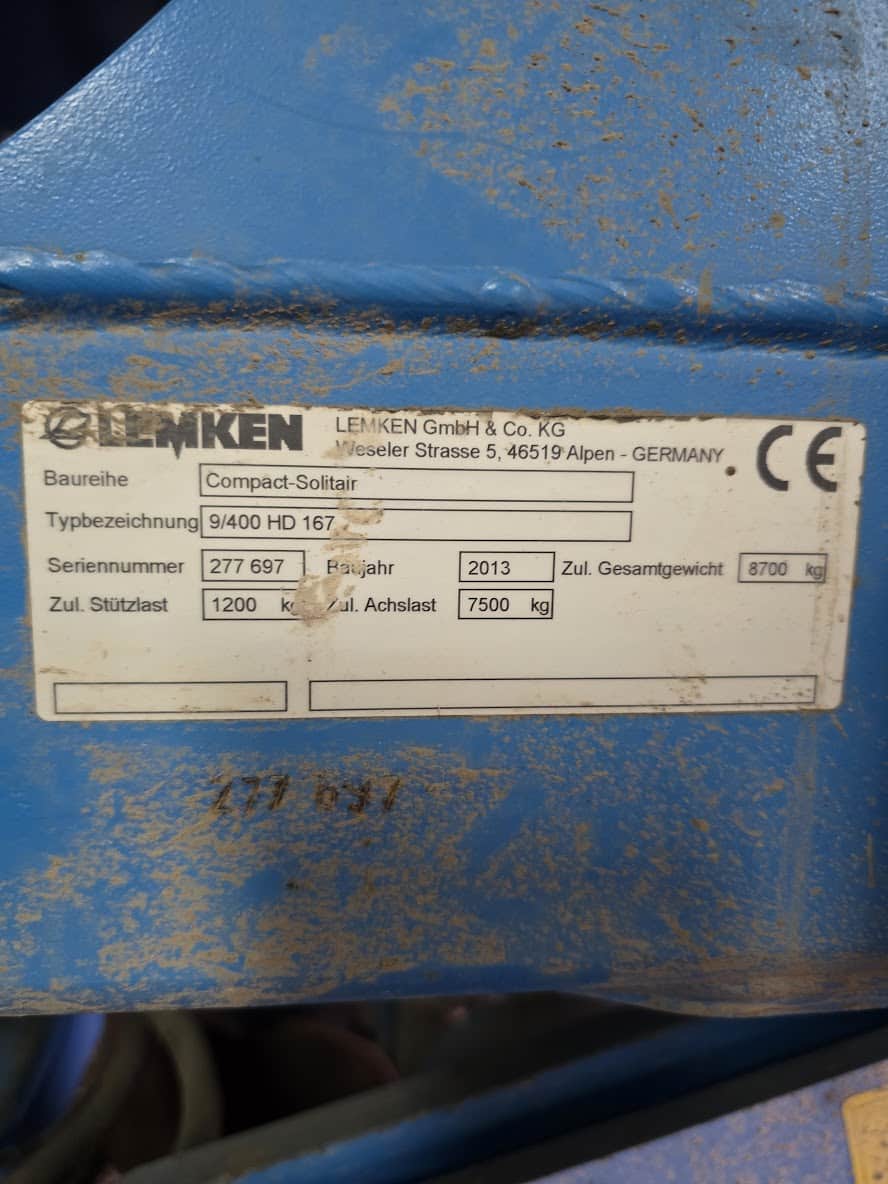 LEMKEN
LEMKEN GmbH & Co. KG
Weseler Strasse 5, 46519 Alpen - GERMANY
CE
Baureihe Compact-Solitair
Typbezeichnung 9/400 HD 167
Seriennummer 277 697 Baujahr 2013 Zul. Gesamtgewicht 8700 kg
Zul. Stützlast 1200 kg Zul. Achslast 7500 kg
277 697